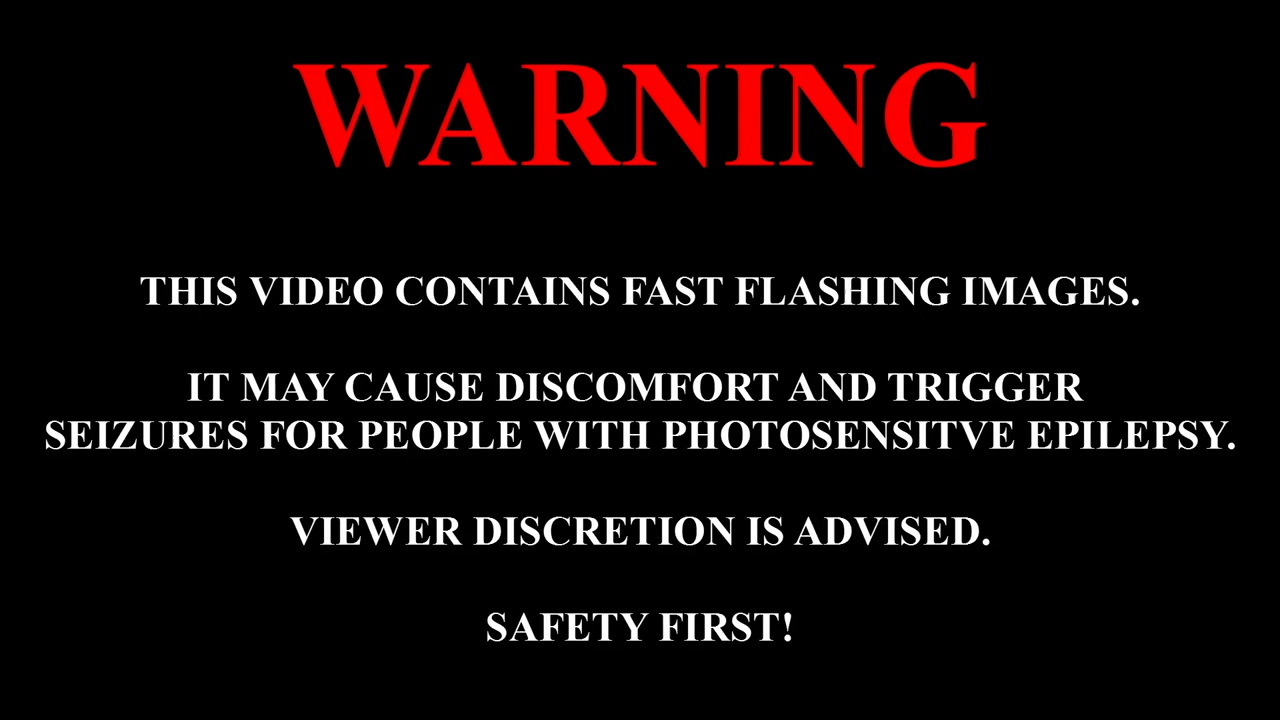 WARNING
THIS VIDEO CONTAINS FAST FLASHING IMAGES.
IT MAY CAUSE DISCOMFORT AND TRIGGER
SEIZURES FOR PEOPLE WITH PHOTOSENSITVE EPILEPSY.
VIEWER DISCRETION IS ADVISED.
SAFETY FIRST!